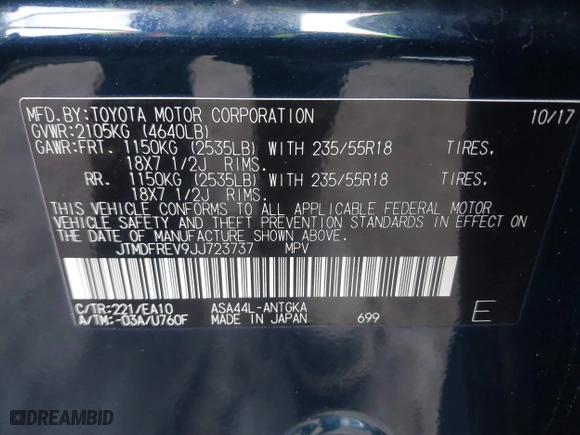 MFD.BY:TOYOTA MOTOR CORPORATION 10/17
GVWR:2105KG (4640LB)
GAWR:FRT. 1150KG (2535LB) WITH 235/55R18 TIRES,
18X7 1/2J RIMS.
RR. 1150KG (2535LB) WITH 235/55R18 TIRES,
18X7 1/2J RIMS.
THIS VEHICLE CONFORMS TO ALL APPLICABLE FEDERAL MOTOR
VEHICLE SAFETY AND THEFT PREVENTION STANDARDS IN EFFECT ON
THE DATE OF MANUFACTURE SHOWN ABOVE.
JTMDFREV9JJ723737 MPV
C/TR:221/EA10 ASA44L-ANTGKA
A/TM:-03A/U760F MADE IN JAPAN 699 E
DREAMBID